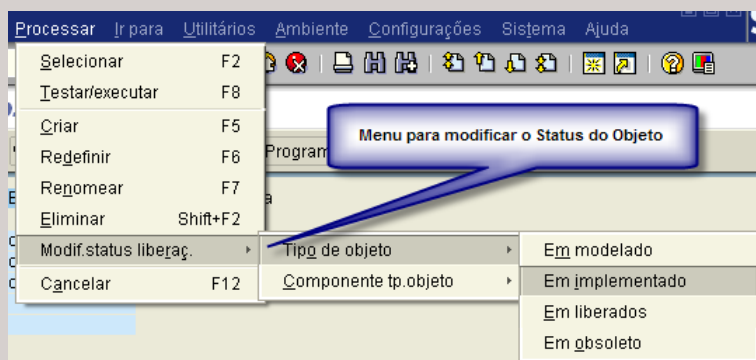 Processar Ir para Utilitários Ambiente Configurações Sistema Ajuda
Selecionar F2
Testar/executar F8
Criar F5
Redefinir F6
Renomear F7
Eliminar Shift+F2
Modif.status liberaç.
Cancelar F12
Menu para modificar o Status do Objeto
Program
Tipo de objeto
Componente tp.objeto
Em modelado
Em implementado
Em liberados
Em obsoleto